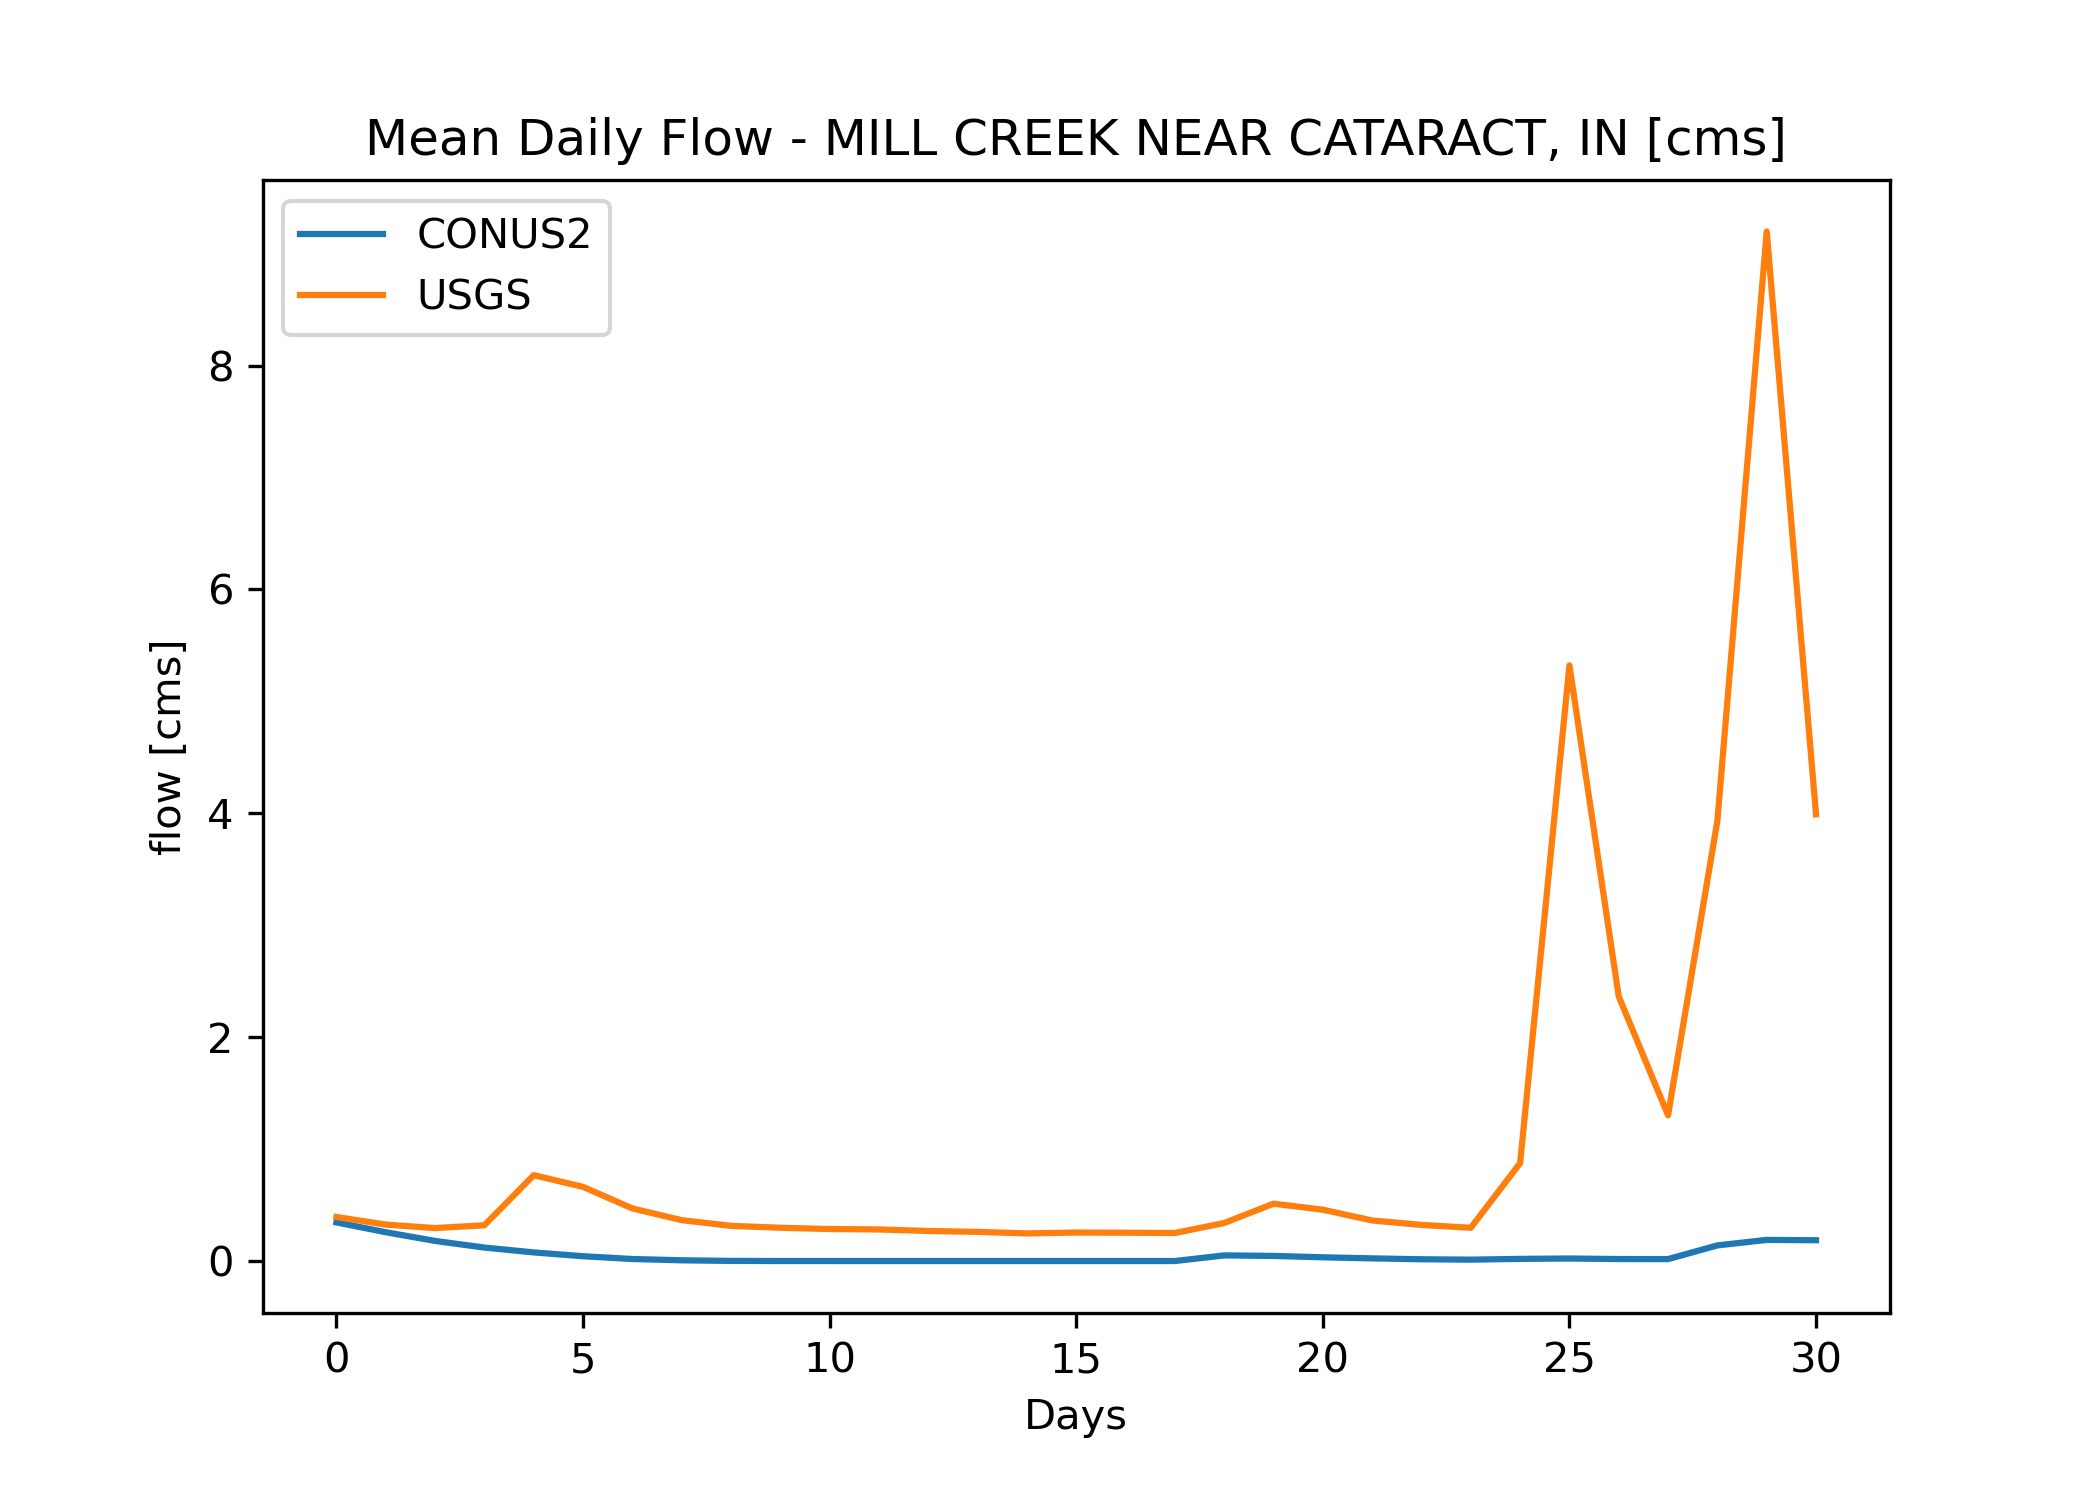 Mean Daily Flow - MILL CREEK NEAR CATARACT, IN [cms]
CONUS2
USGS
8
6
4
2
0
flow [cms]
0 5 10 15 20 25 30
Days